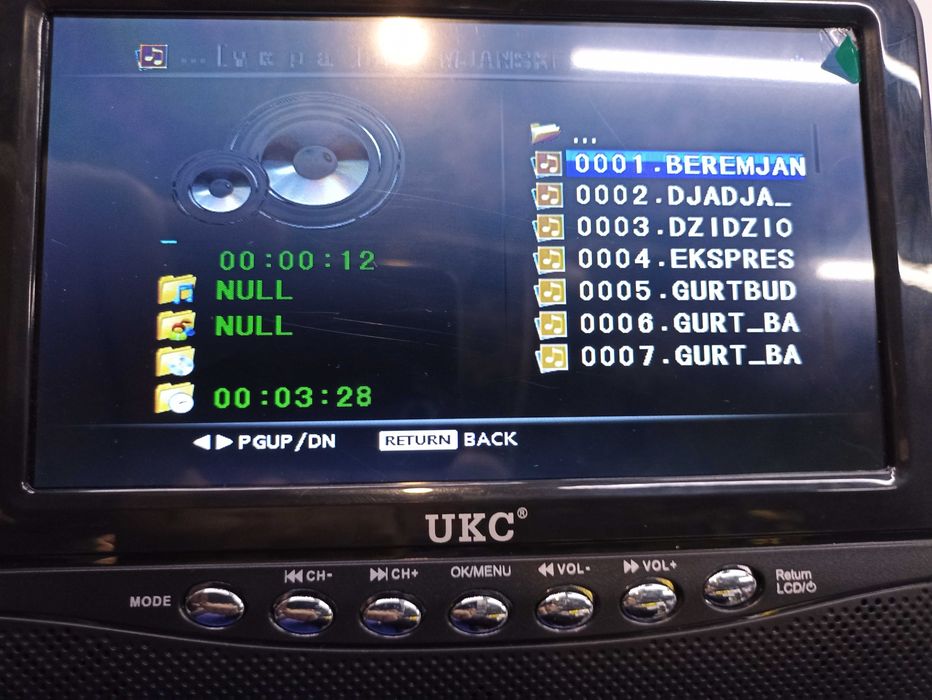 00:00:12
NULL
NULL
00:03:28
...
0001.BEREMJAN
0002.DJADJA_
0003.DZIDZIO
0004.EKSPRES
0005.GURTBUD
0006.GURT_BA
0007.GURT_BA
PGUP/DN
RETURN BACK
UKC®
MODE
CH-
CH+
OK/MENU
VOL-
VOL+
Return
LCD/⏻